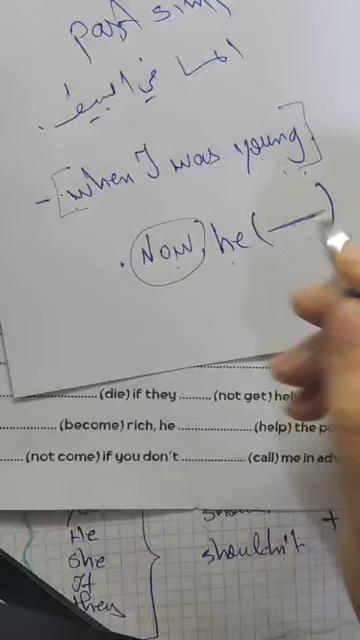 past sim
الماضي البسيط.
- [when I was young].
. Now, he (——)
(die) if they ......... (not get) hel
......... (become) rich, he ......... (help) the po
......... (not come) if you don't ......... (call) me in adv
He
she
It
they
shouldn't +